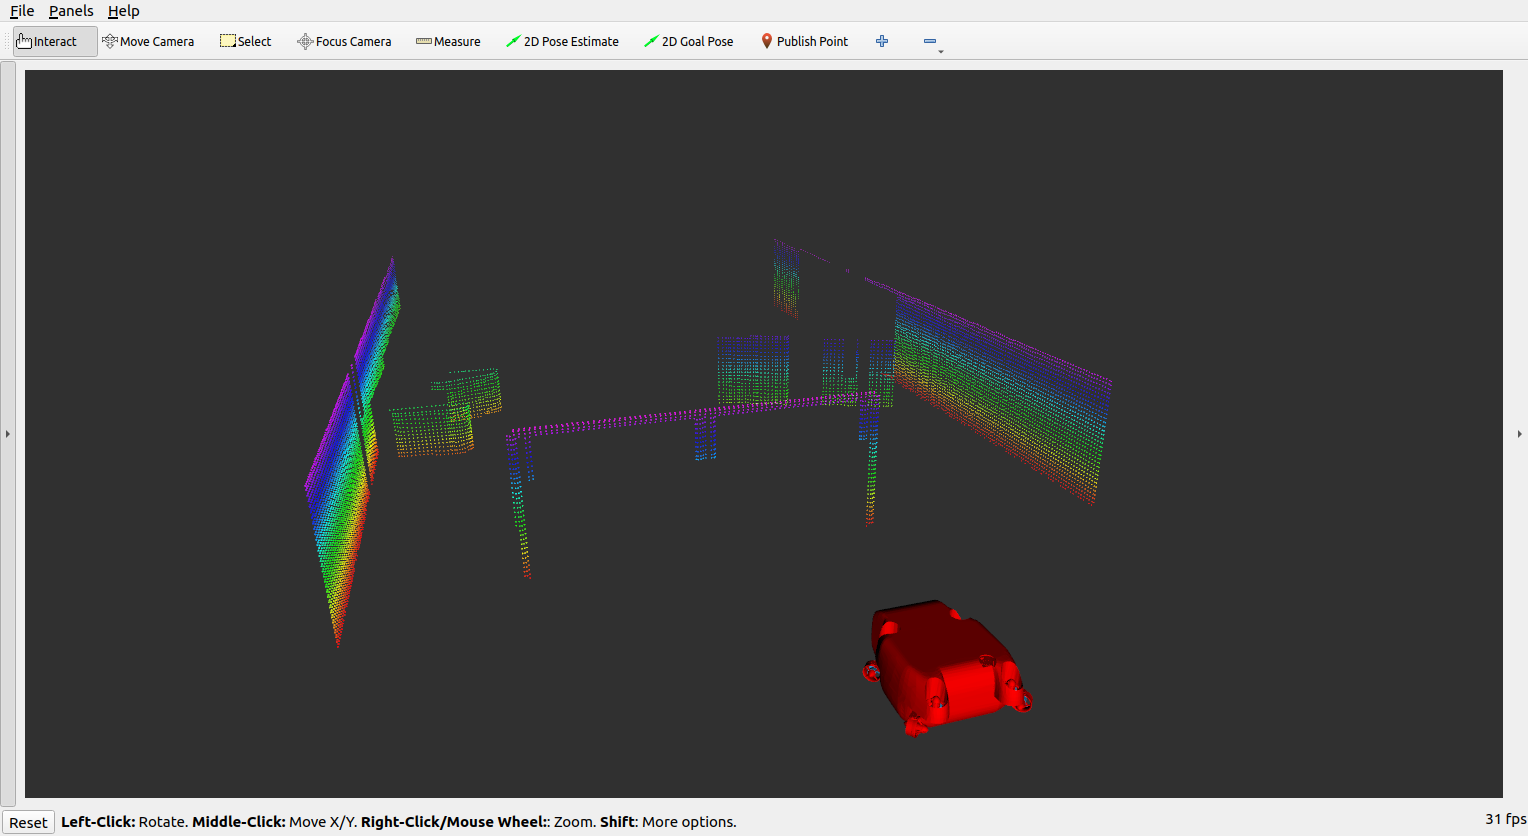 File Panels Help
Interact Move Camera Select Focus Camera Measure 2D Pose Estimate 2D Goal Pose Publish Point
Reset Left-Click: Rotate. Middle-Click: Move X/Y. Right-Click/Mouse Wheel:: Zoom. Shift: More options. 31 fps